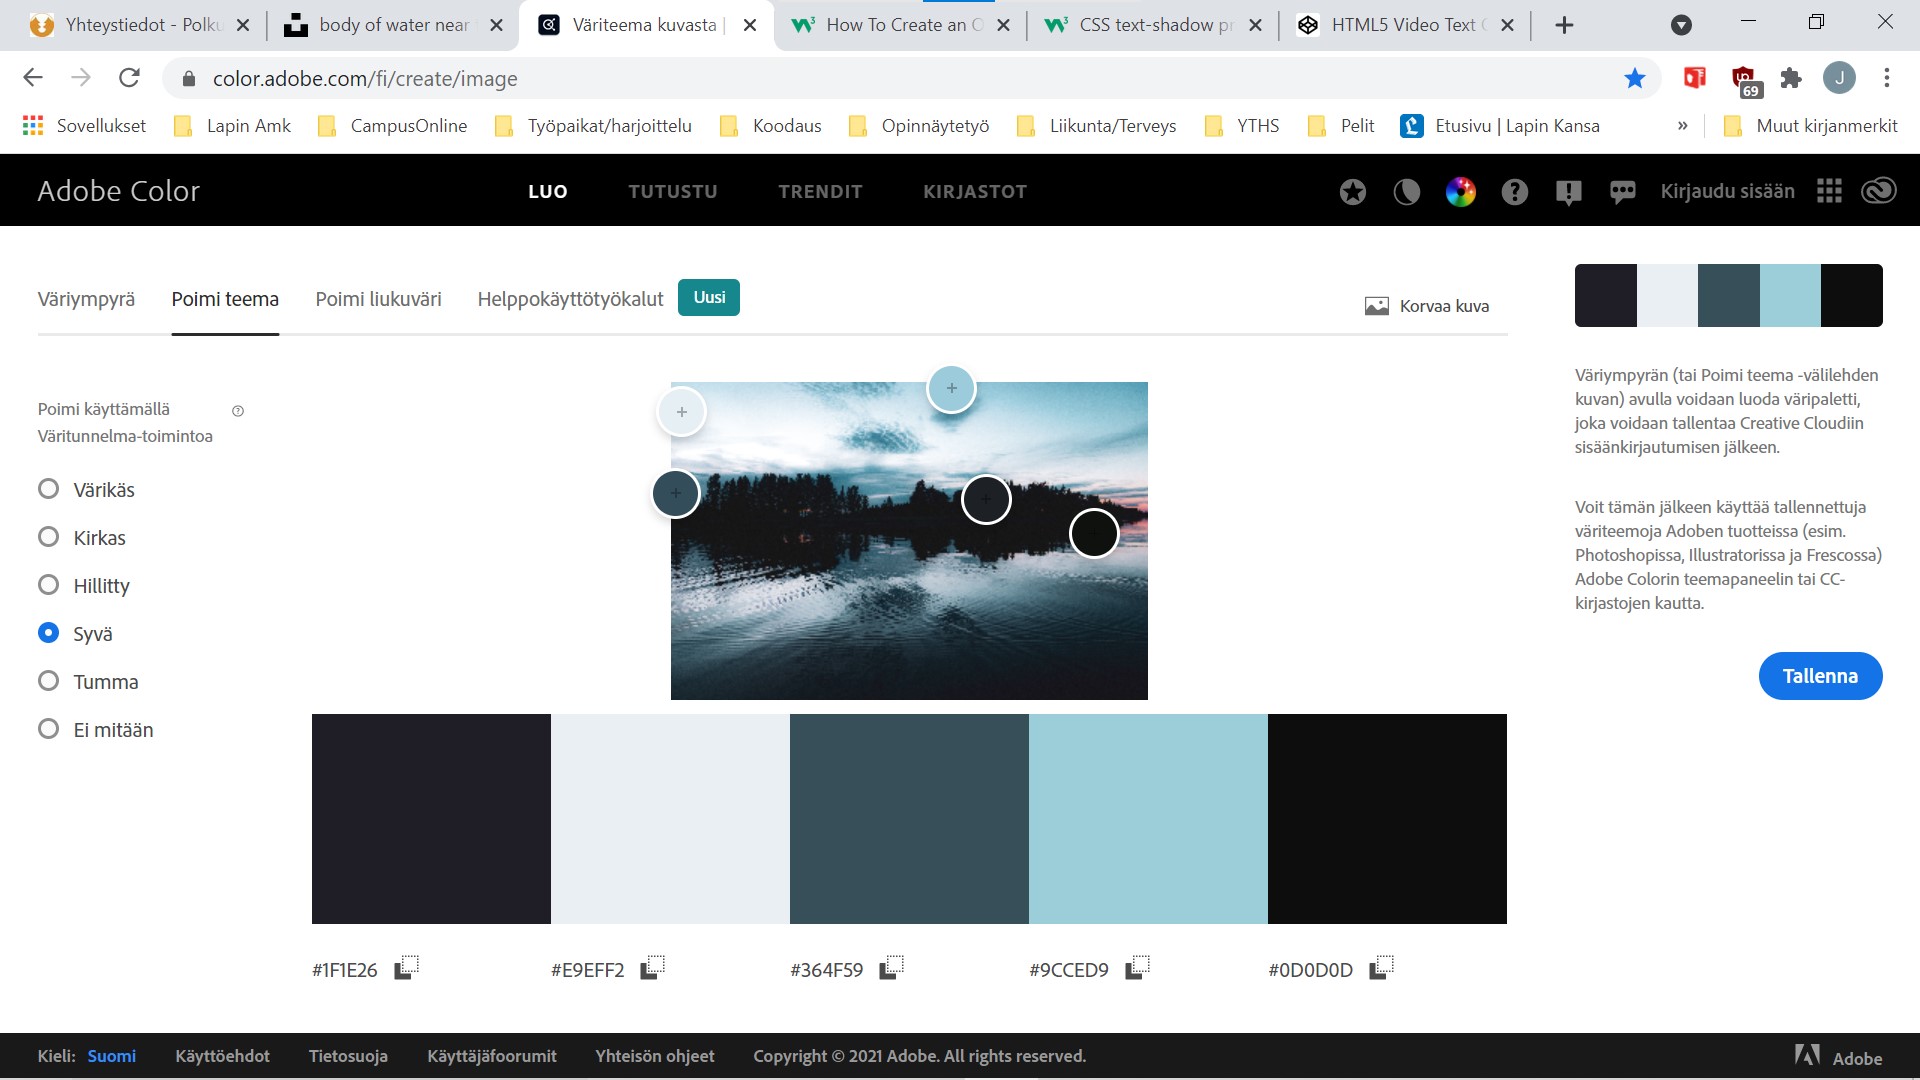 Yhteystiedot - Polku
body of water near
Väriteema kuvasta |
How To Create an O
CSS text-shadow pr
HTML5 Video Text
color.adobe.com/fi/create/image
69
J
Sovellukset
Lapin Amk
CampusOnline
Työpaikat/harjoittelu
Koodaus
Opinnäytetyö
Liikunta/Terveys
YTHS
Pelit
Etusivu | Lapin Kansa
»
Muut kirjanmerkit
Adobe Color
LUO
TUTUSTU
TRENDIT
KIRJASTOT
Kirjaudu sisään
Väriympyrä
Poimi teema
Poimi liukuväri
Helppokäyttötyökalut
Uusi
Korvaa kuva
Poimi käyttämällä
Väritunnelma-toimintoa
Värikäs
Kirkas
Hillitty
Syvä
Tumma
Ei mitään
Väriympyrän (tai Poimi teema -välilehden
kuvan) avulla voidaan luoda väripaletti,
joka voidaan tallentaa Creative Cloudiin
sisäänkirjautumisen jälkeen.
Voit tämän jälkeen käyttää tallennettuja
väriteemoja Adoben tuotteissa (esim.
Photoshopissa, Illustratorissa ja Frescossa)
Adobe Colorin teemapaneelin tai CC-
kirjastojen kautta.
Tallenna
#1F1E26
#E9EFF2
#364F59
#9CCED9
#0D0D0D
Kieli: Suomi
Käyttöehdot
Tietosuoja
Käyttäjäfoorumit
Yhteisön ohjeet
Copyright © 2021 Adobe. All rights reserved.
Adobe